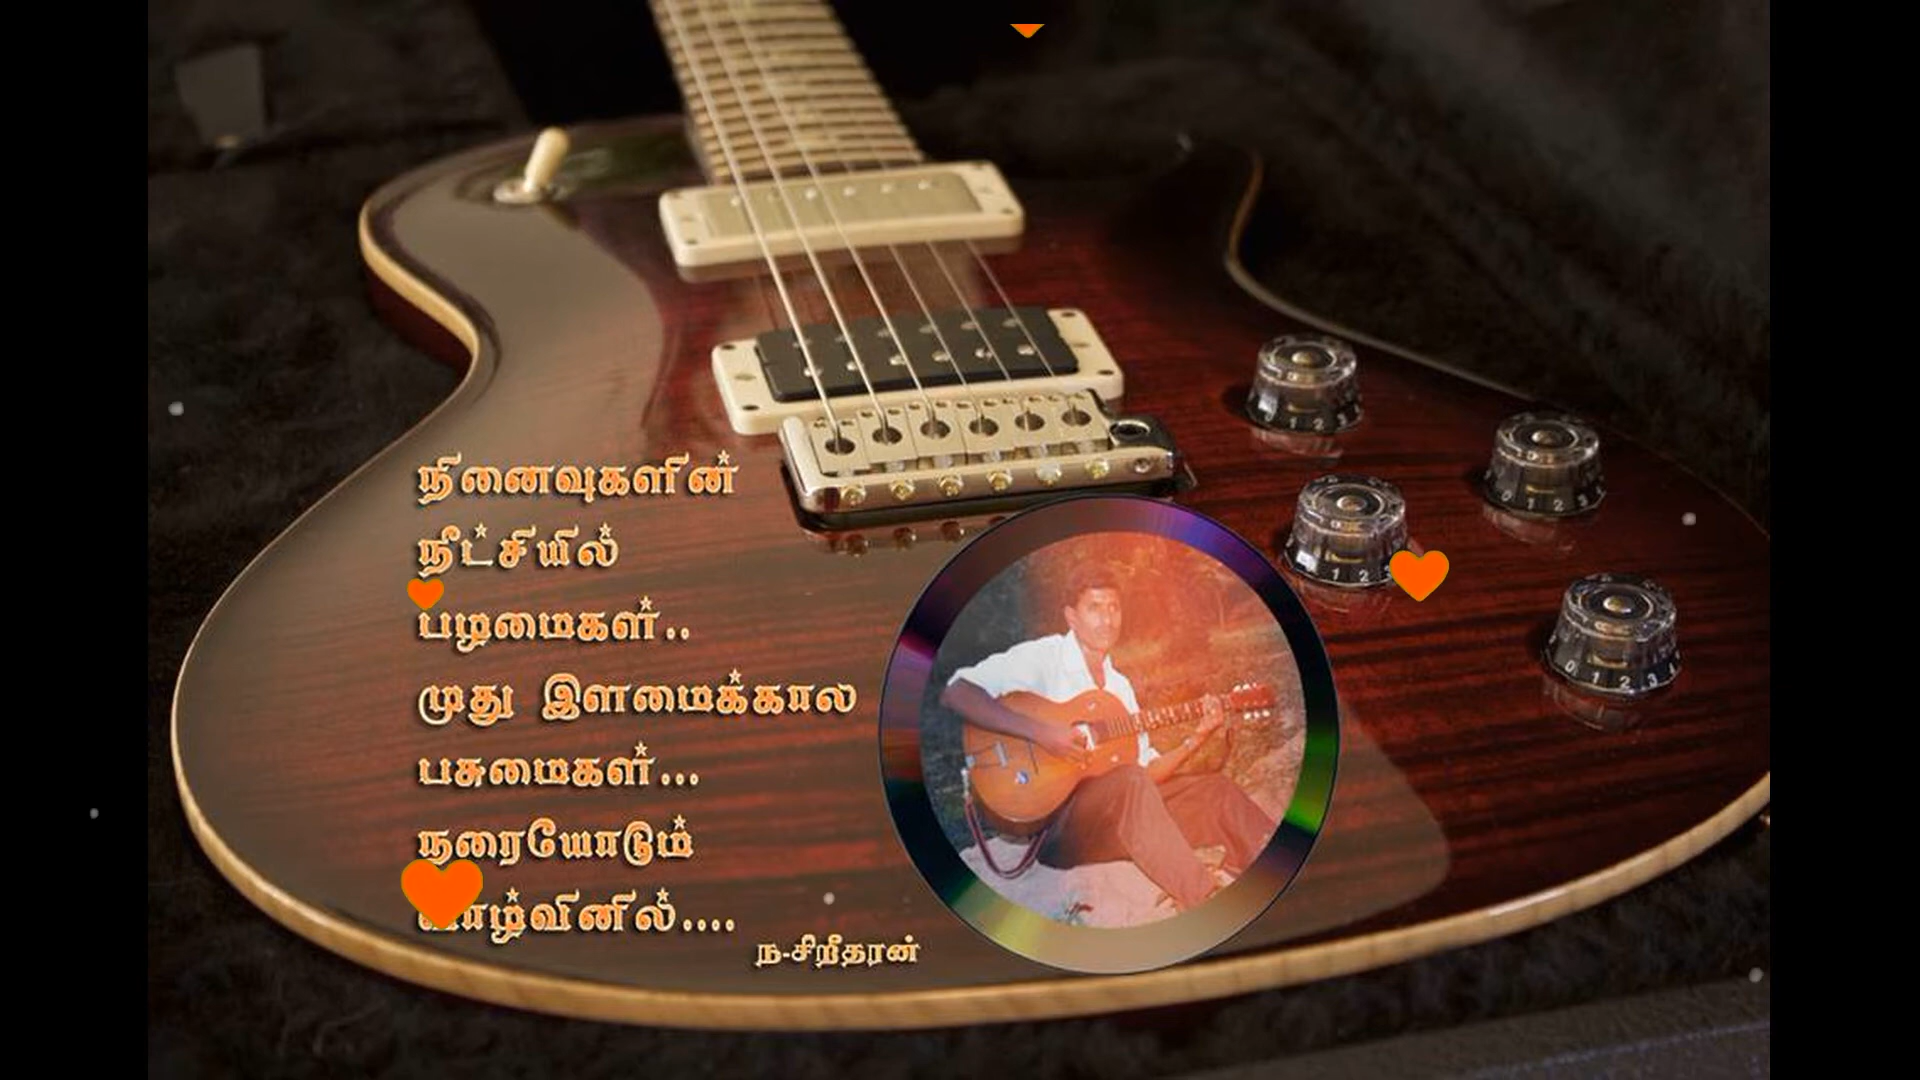 நினைவுகளின்
நீட்சியில்
பழமைகள்..
முது இளமைக்கால
பசுமைகள்...
நரையோடும்
வாழ்வினில்....
ந-சிறீதரன்